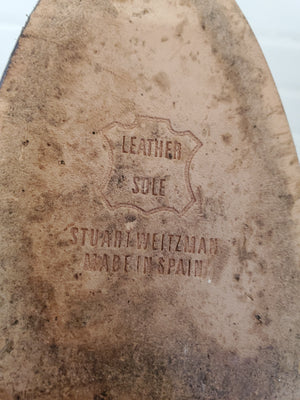 LEATHER
SOLE
STUART WEITZMAN
MADE IN SPAIN